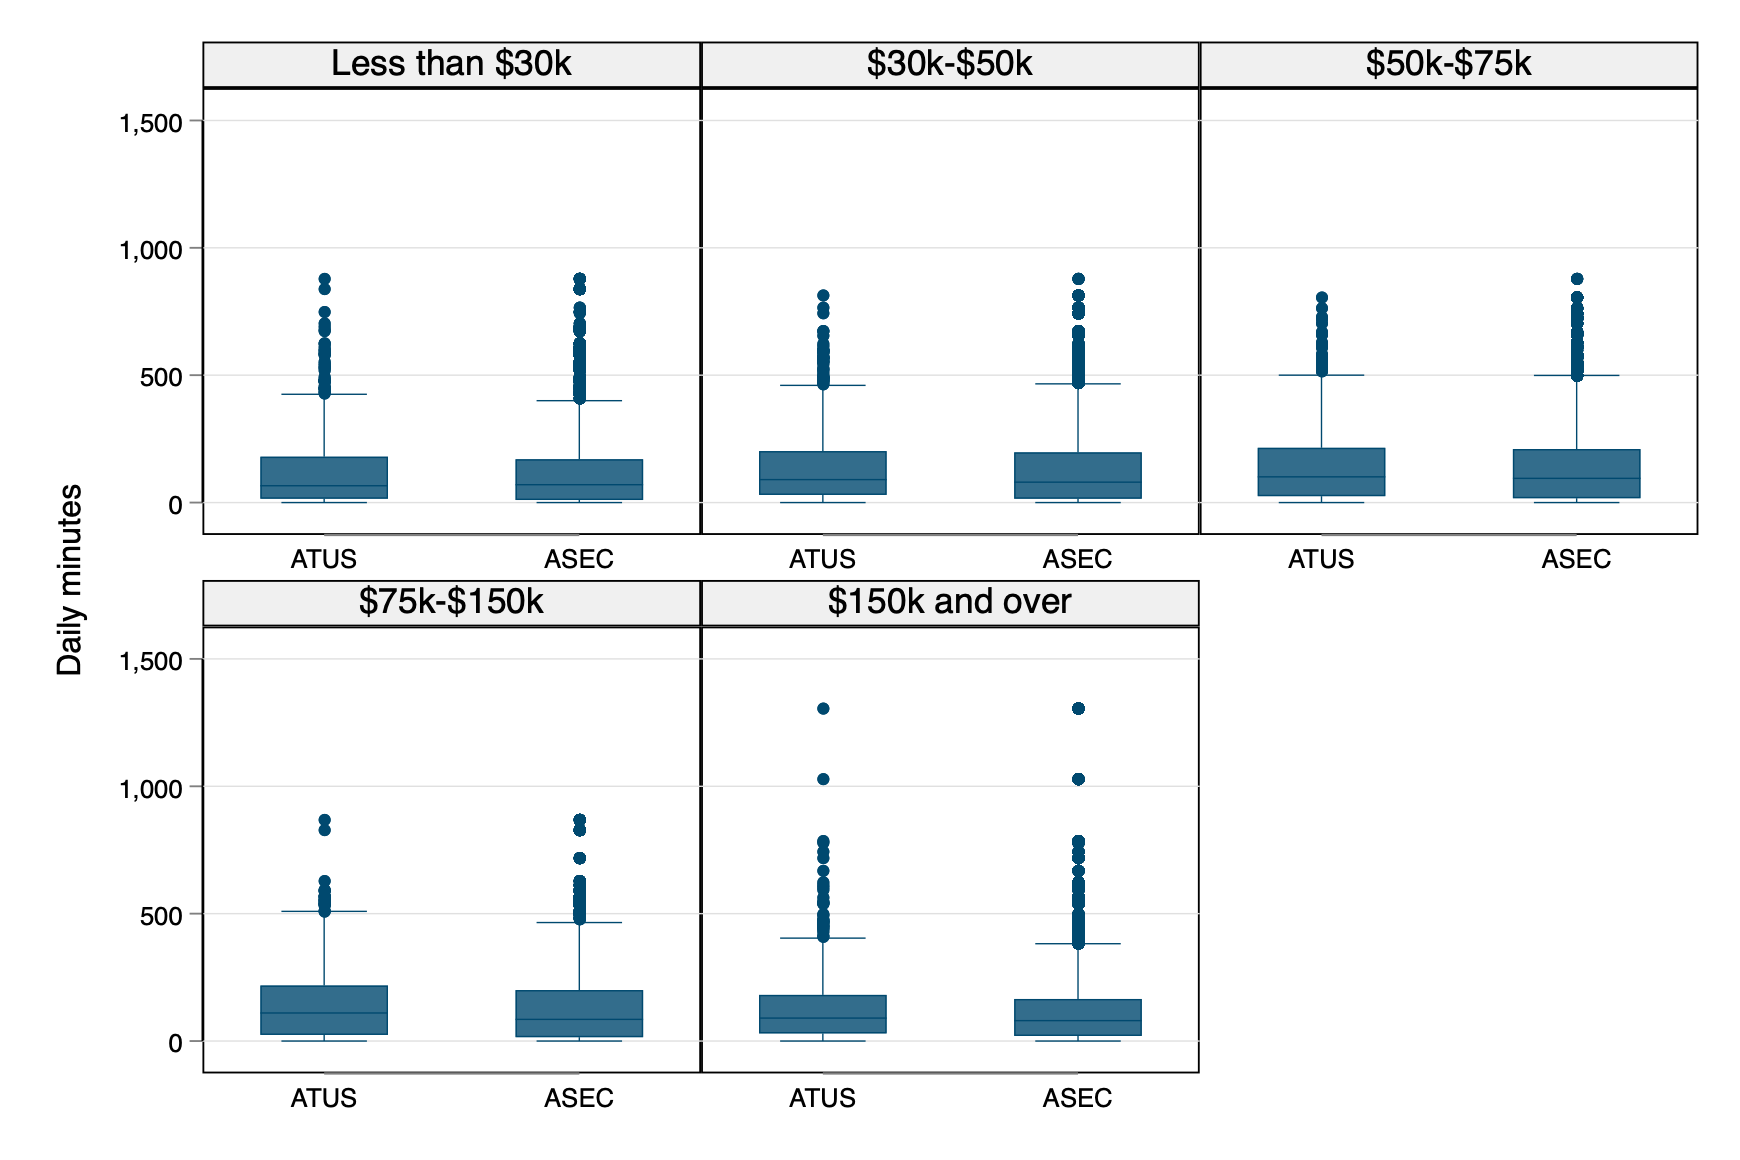 Less than $30k
$30k-$50k
$50k-$75k
1,500
1,000
500
0
ATUS
ASEC
ATUS
ASEC
ATUS
ASEC
Daily minutes
$75k-$150k
$150k and over
1,500
1,000
500
0
ATUS
ASEC
ATUS
ASEC